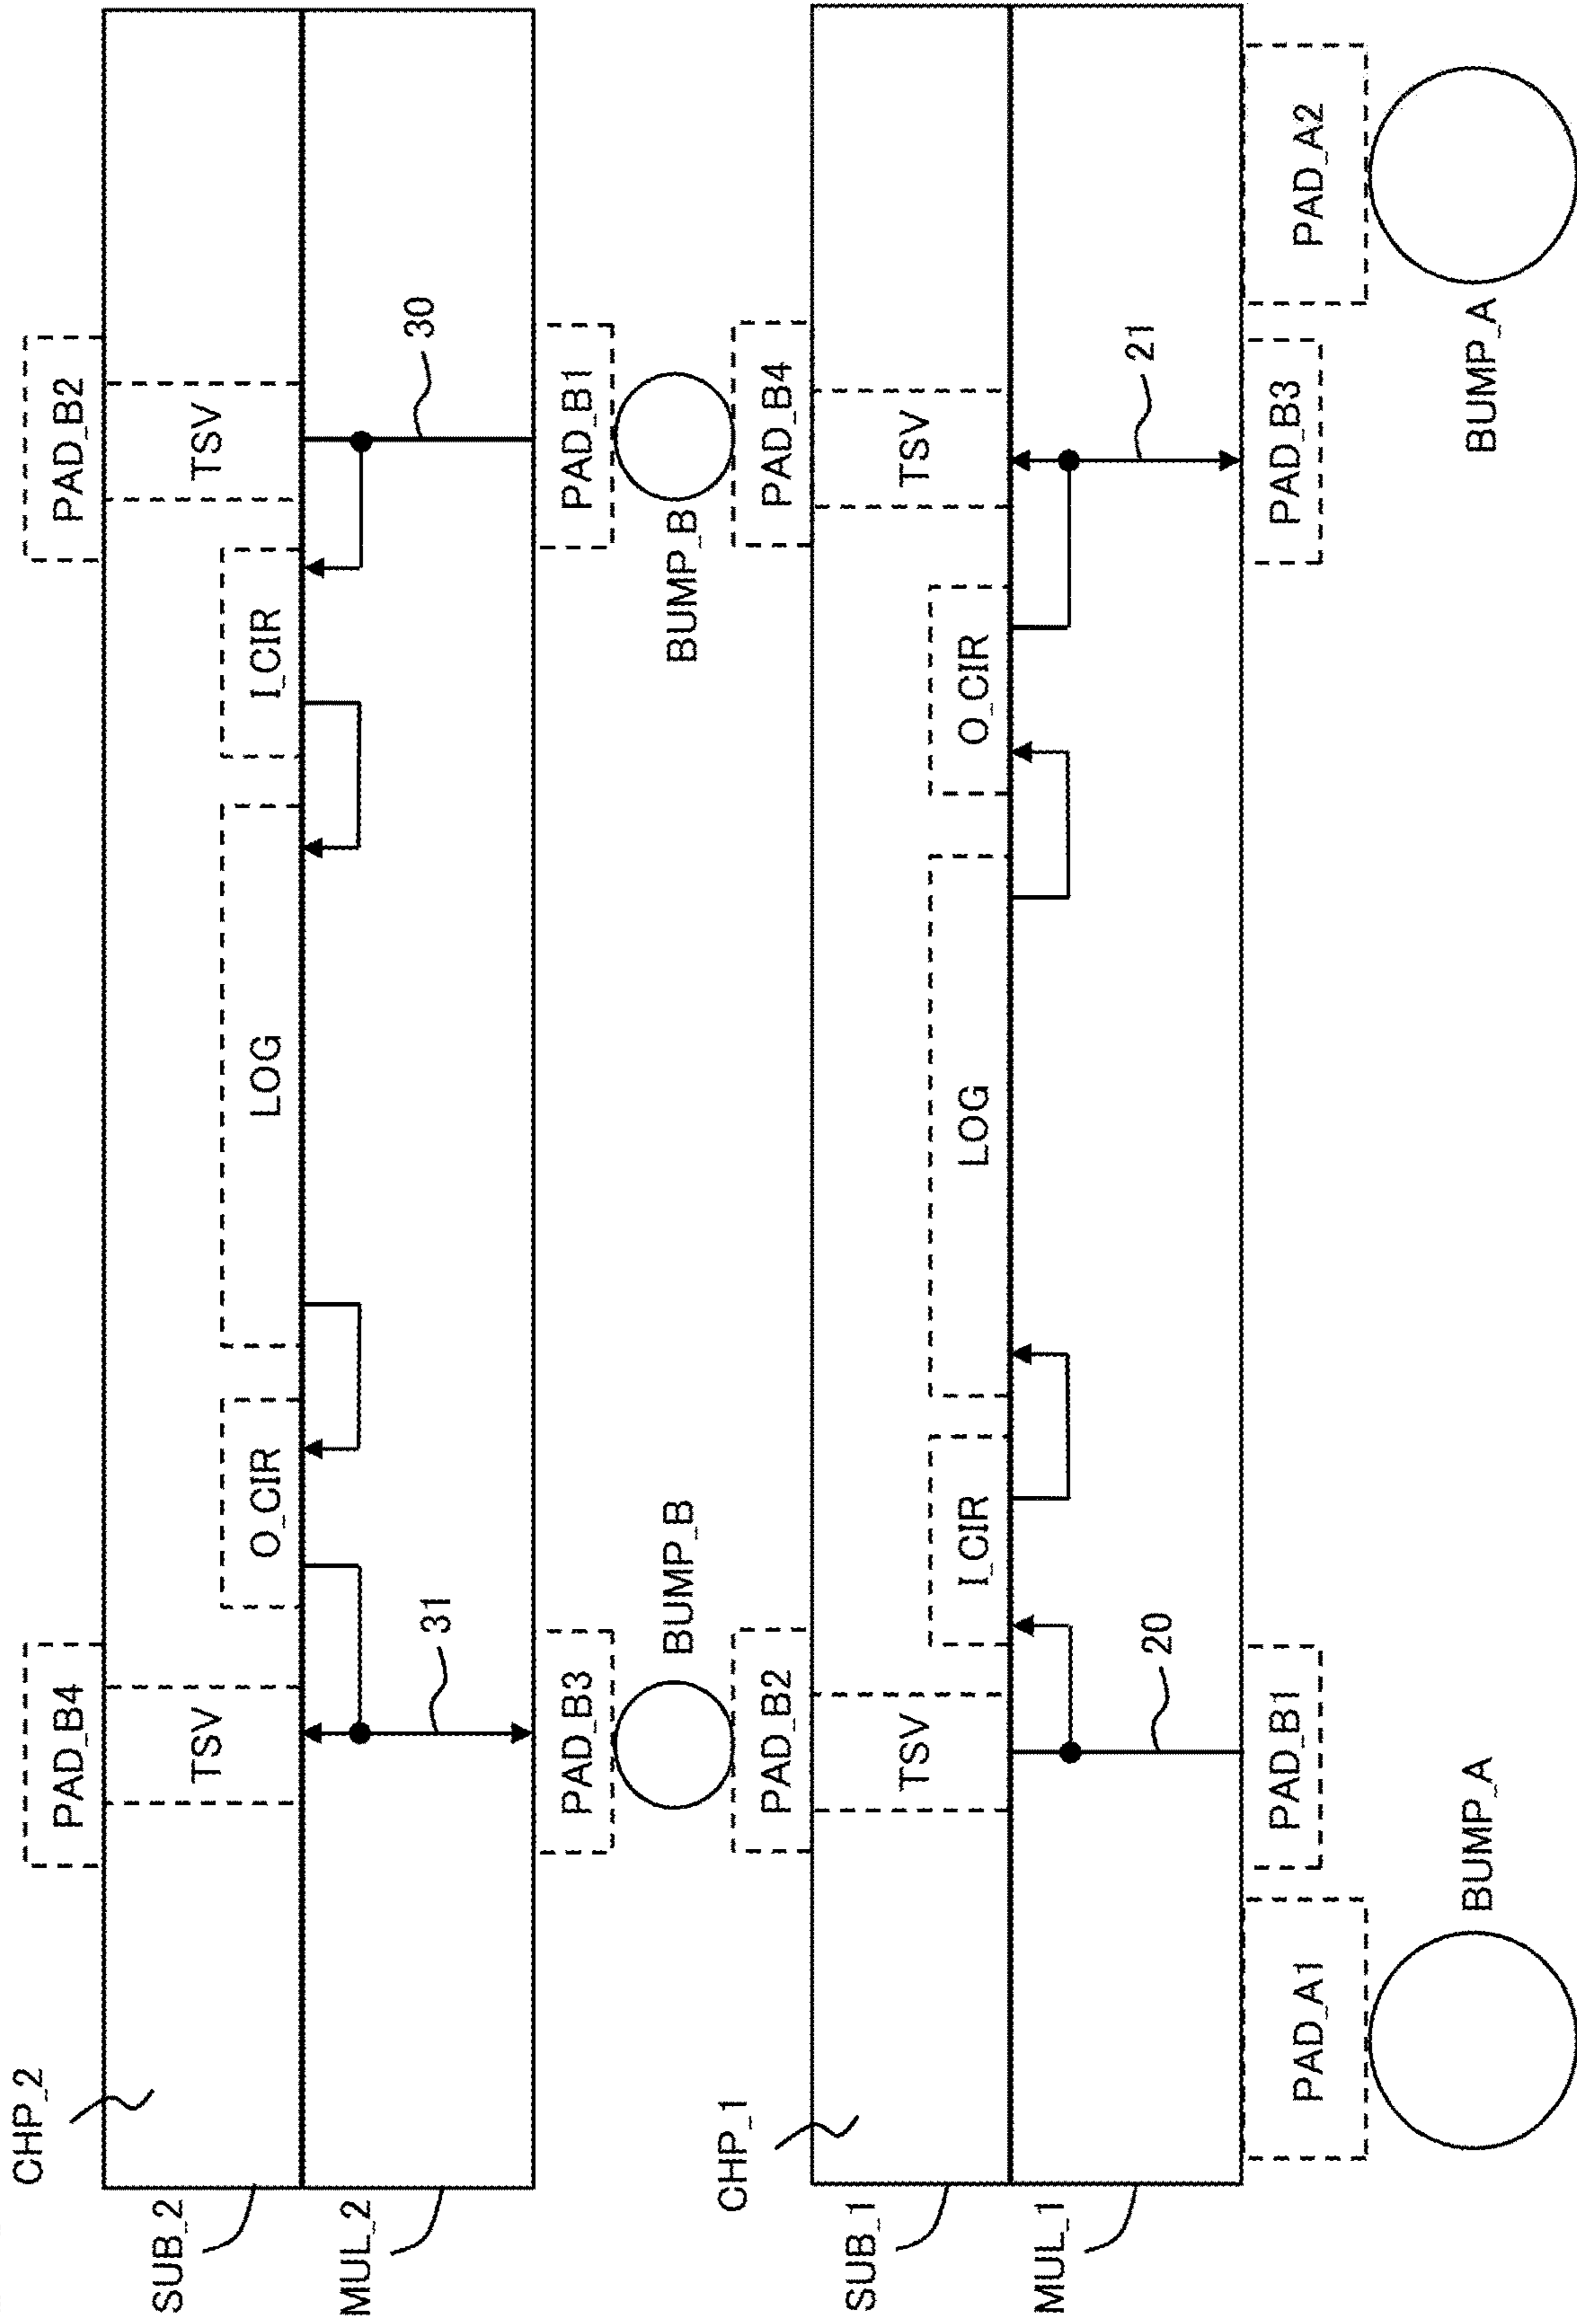 CHP_2
PAD_B4
PAD_B2
SUB_2
TSV
O_CIR
LOG
I_CIR
TSV
MUL_2
31
30
PAD_B3
PAD_B1
BUMP_B
BUMP_B
CHP_1
PAD_B2
PAD_B4
SUB_1
TSV
I_CIR
LOG
O_CIR
TSV
MUL_1
20
21
PAD_A1
PAD_B1
PAD_B3
PAD_A2
BUMP_A
BUMP_A